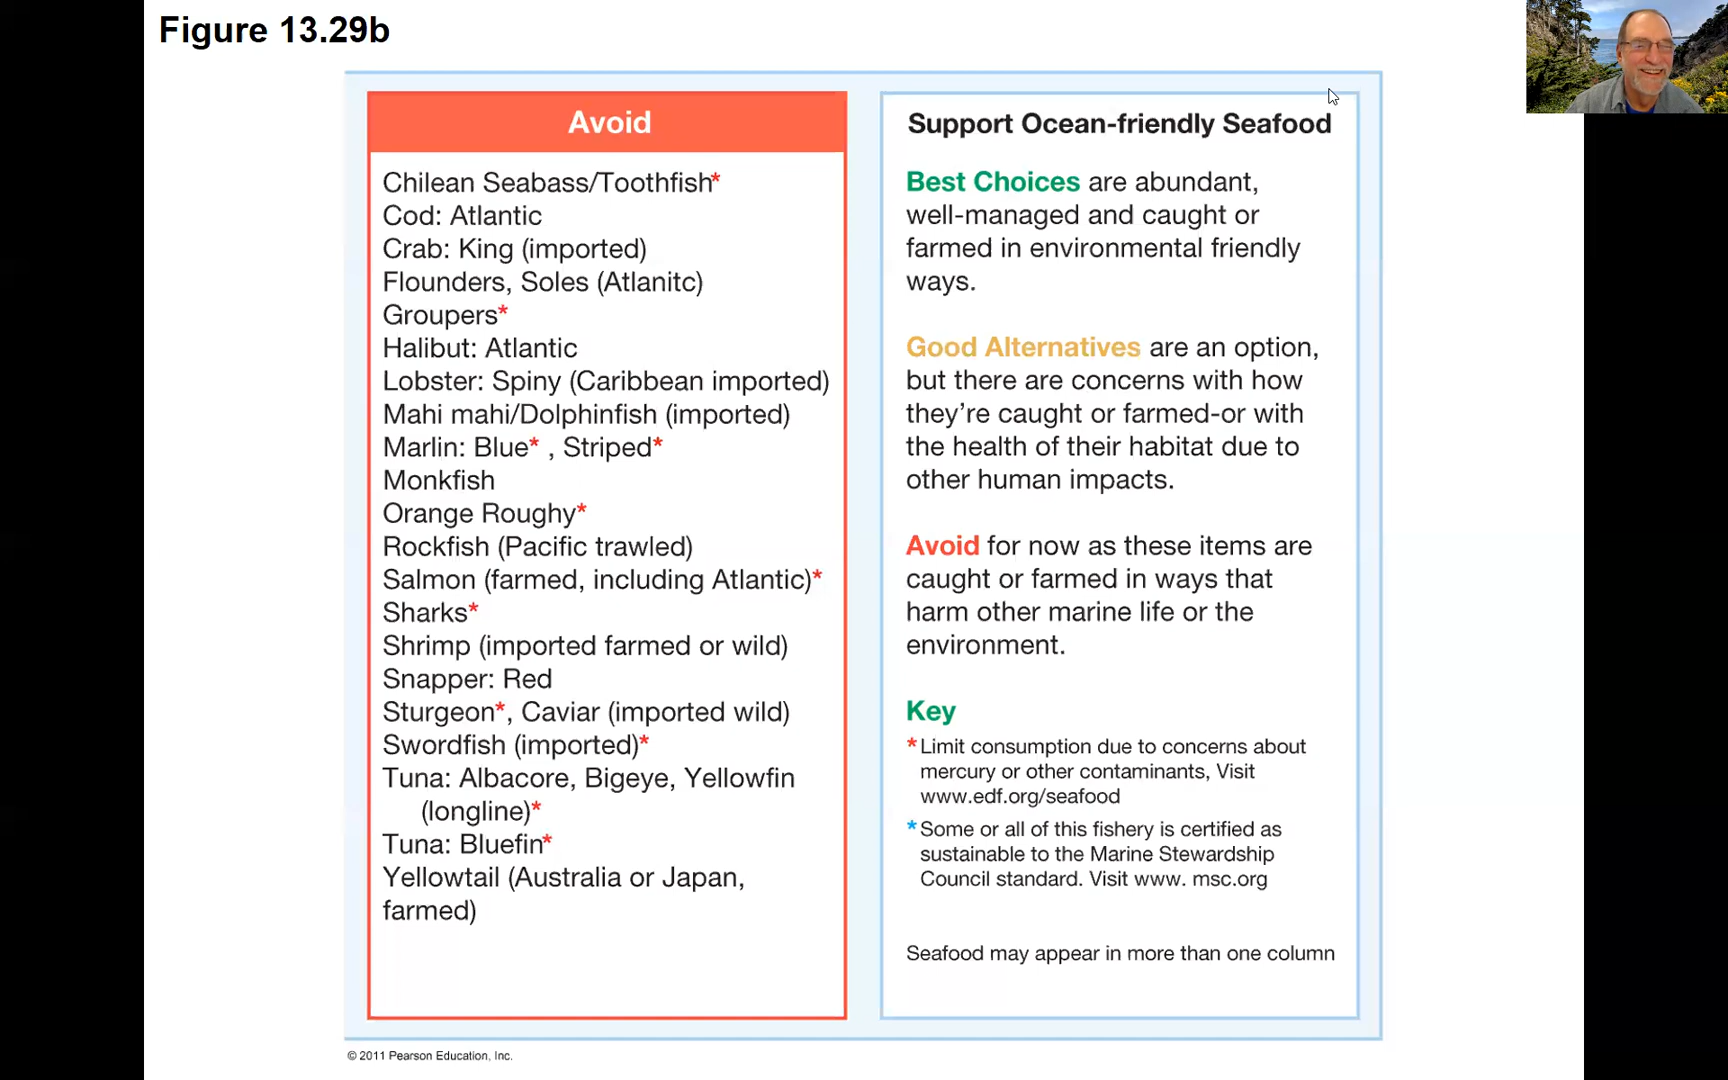 Figure 13.29b
Avoid
Chilean Seabass/Toothfish*
Cod: Atlantic
Crab: King (imported)
Flounders, Soles (Atlanitc)
Groupers*
Halibut: Atlantic
Lobster: Spiny (Caribbean imported)
Mahi mahi/Dolphinfish (imported)
Marlin: Blue* , Striped*
Monkfish
Orange Roughy*
Rockfish (Pacific trawled)
Salmon (farmed, including Atlantic)*
Sharks*
Shrimp (imported farmed or wild)
Snapper: Red
Sturgeon*, Caviar (imported wild)
Swordfish (imported)*
Tuna: Albacore, Bigeye, Yellowfin
(longline)*
Tuna: Bluefin*
Yellowtail (Australia or Japan,
farmed)
Support Ocean-friendly Seafood
Best Choices are abundant,
well-managed and caught or
farmed in environmental friendly
ways.
Good Alternatives are an option,
but there are concerns with how
they're caught or farmed-or with
the health of their habitat due to
other human impacts.
Avoid for now as these items are
caught or farmed in ways that
harm other marine life or the
environment.
Key
*Limit consumption due to concerns about
mercury or other contaminants, Visit
www.edf.org/seafood
*Some or all of this fishery is certified as
sustainable to the Marine Stewardship
Council standard. Visit www. msc.org
Seafood may appear in more than one column
© 2011 Pearson Education, Inc.